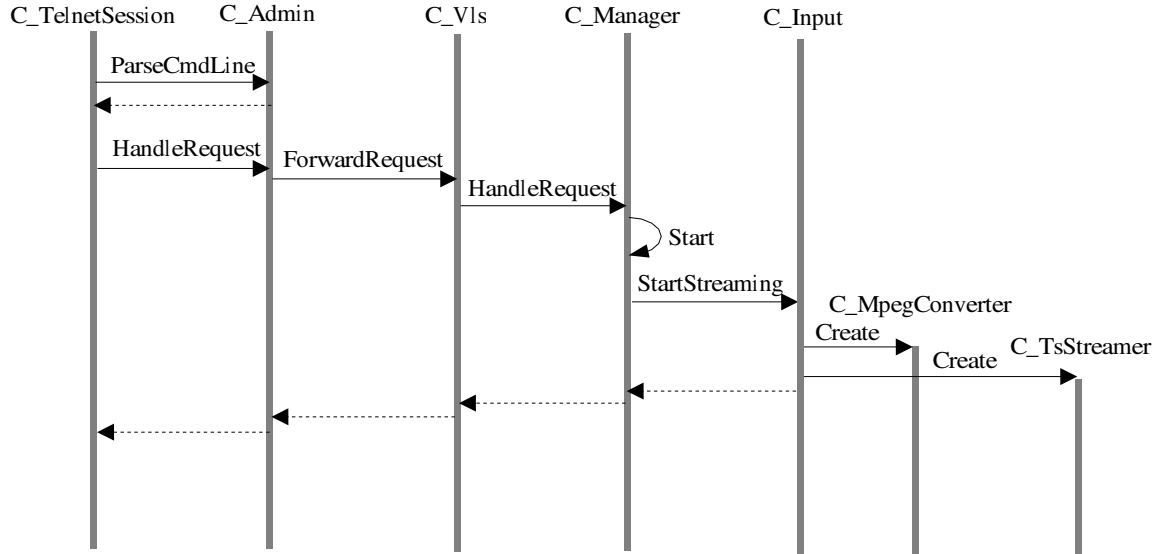 C_TelnetSession
C_Admin
C_Vls
C_Manager
C_Input
ParseCmdLine
HandleRequest
ForwardRequest
HandleRequest
Start
StartStreaming
C_MpegConverter
Create
C_TsStreamer
Create